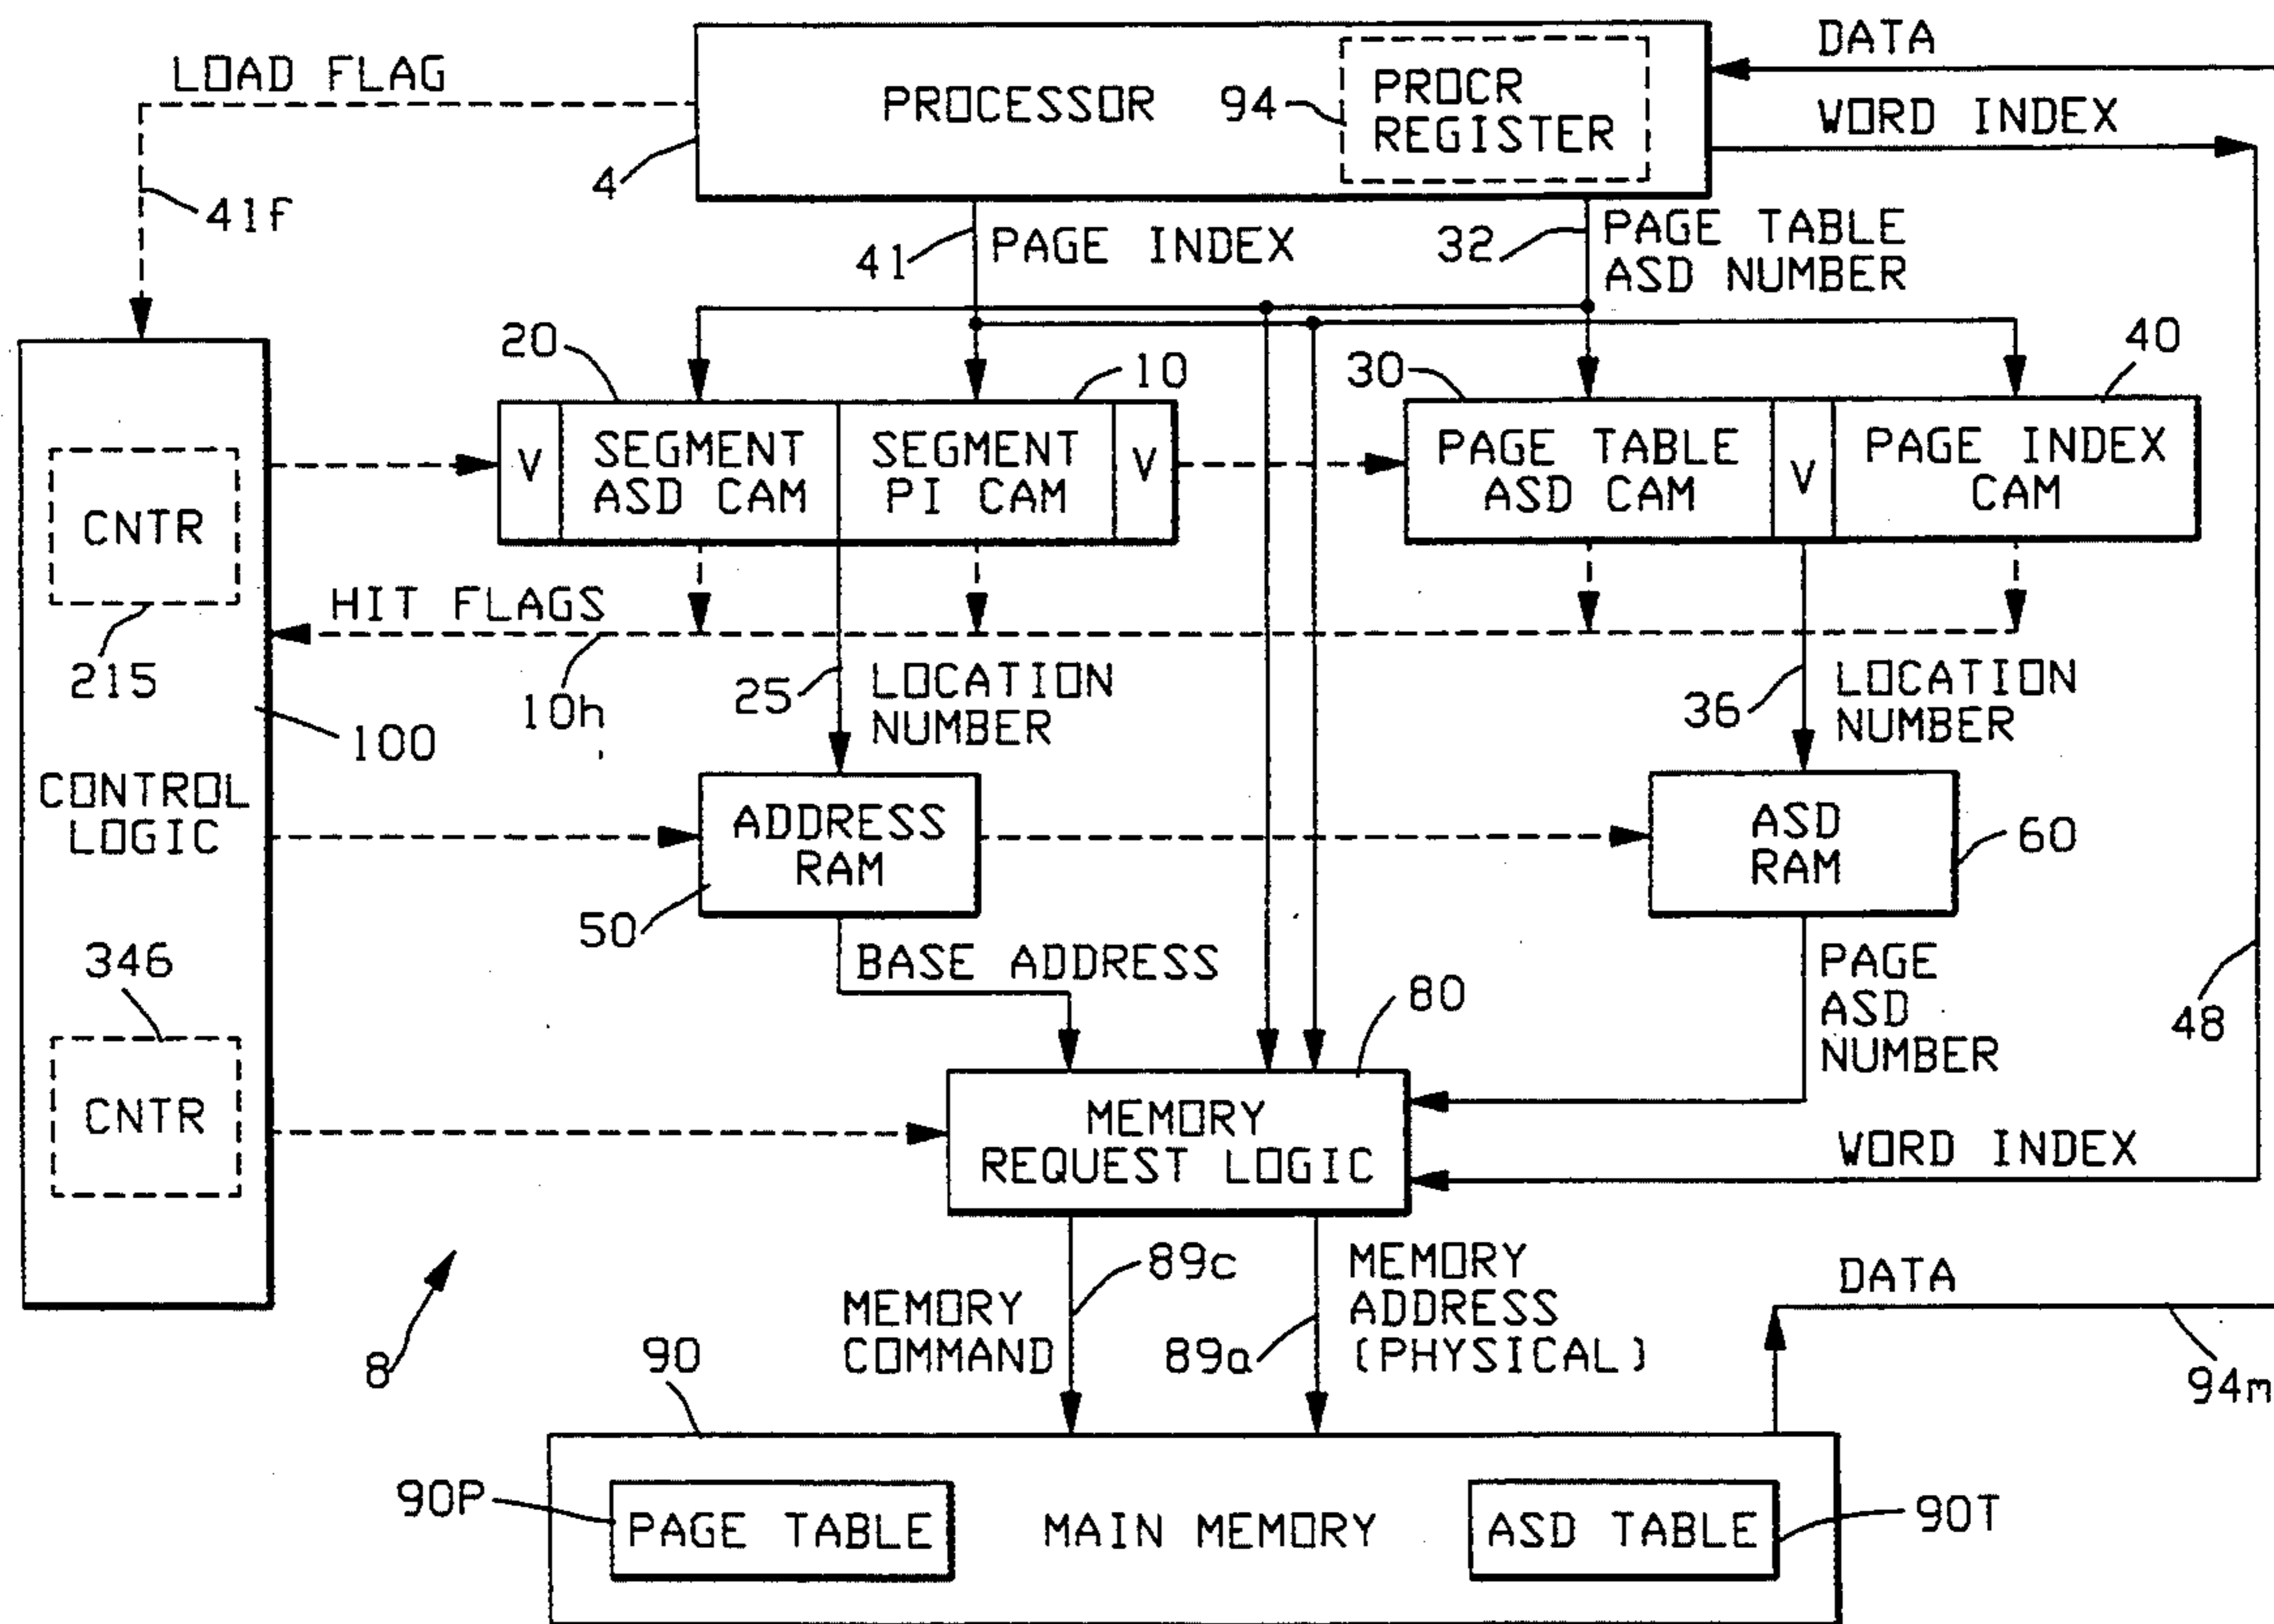 DATA
LOAD FLAG
PROCESSOR
94
PROCR
REGISTER
WORD INDEX
4
41f
41
PAGE INDEX
32
PAGE TABLE
ASD NUMBER
20
10
30
40
V
SEGMENT
ASD CAM
SEGMENT
PI CAM
V
PAGE TABLE
ASD CAM
V
PAGE INDEX
CAM
CNTR
HIT FLAGS
215
10h
25
LOCATION
NUMBER
36
LOCATION
NUMBER
100
CONTROL
LOGIC
ADDRESS
RAM
ASD
RAM
60
50
346
BASE ADDRESS
80
PAGE
ASD
NUMBER
48
CNTR
MEMORY
REQUEST LOGIC
WORD INDEX
89c
MEMORY
COMMAND
MEMORY
ADDRESS
(PHYSICAL)
89a
DATA
8
90
94m
90P
PAGE TABLE
MAIN MEMORY
ASD TABLE
90T